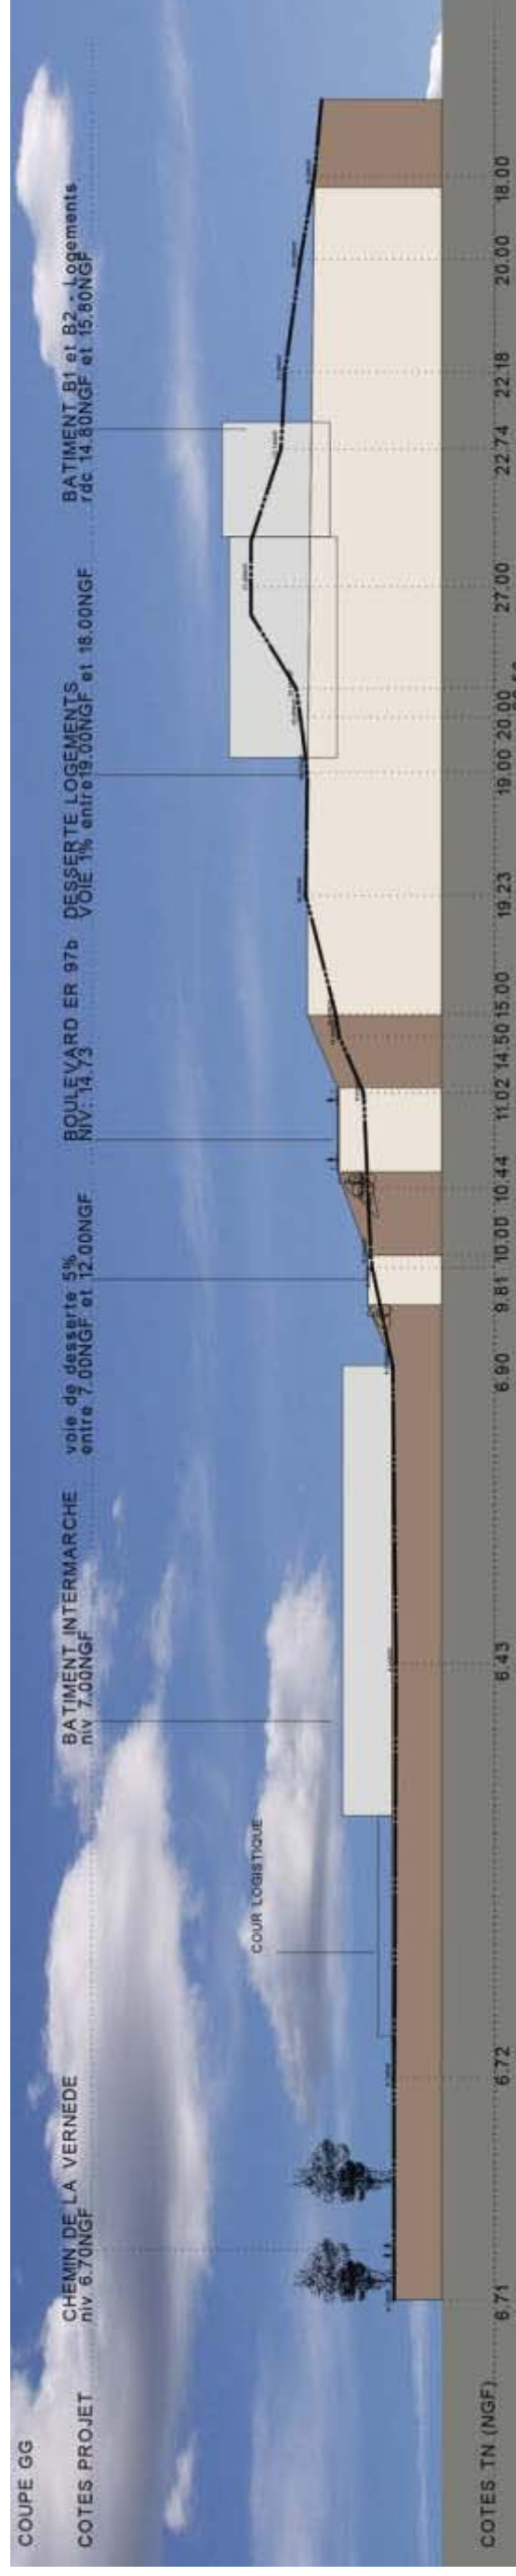 COUPE GG
COTES PROJET
CHEMIN DE LA VERNEDE
niv 6.70NGF
COUR LOGISTIQUE
BATIMENT INTERMARCHE
niv 7.00NGF
voie de desserte 5%
entre 7.00NGF et 12.00NGF
BOULEVARD ER 97b
NIV: 14.73
DESSERTE LOGEMENTS
VOIE 1% entre19.00NGF et 18.00NGF
BATIMENT B1 et B2 - Logements
rdc 14.80NGF et 15.80NGF
COTES TN (NGF) 6.71 6.72 6.43 6.90 9.81 10.00 10.44 11.02 14.50 15.00 19.23 19.00 20.00 27.00 22.74 22.18 20.00 18.00